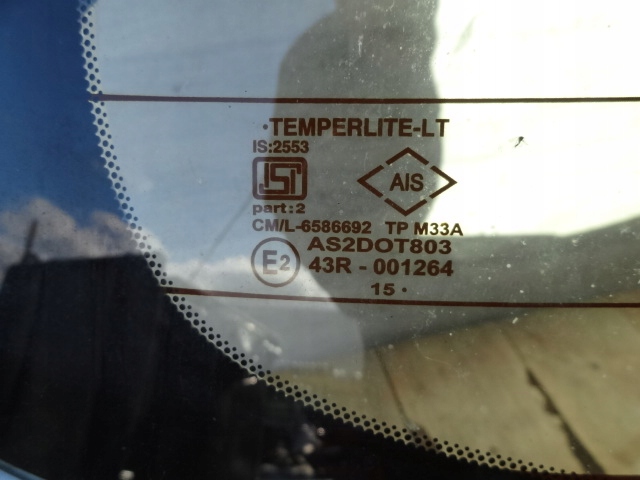 ·TEMPERLITE-LT
IS:2553
ISI
AIS
part:2
CM/L-6586692 TP M33A
AS2DOT803
E2 43R - 001264
15 ·